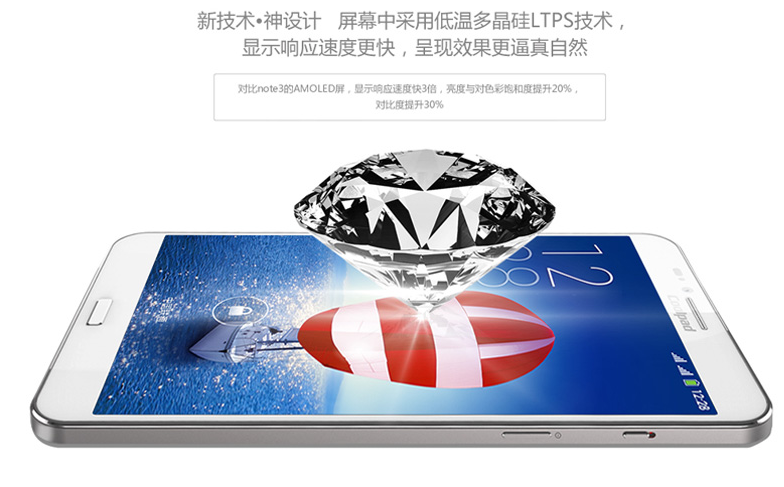 新技术•神设计 屏幕中采用低温多晶硅LTPS技术，
显示响应速度更快，呈现效果更逼真自然
对比note3的AMOLED屏，显示响应速度快3倍，亮度与对色彩饱和度提升20%，
对比度提升30%
12
28
Coolpad
12:28